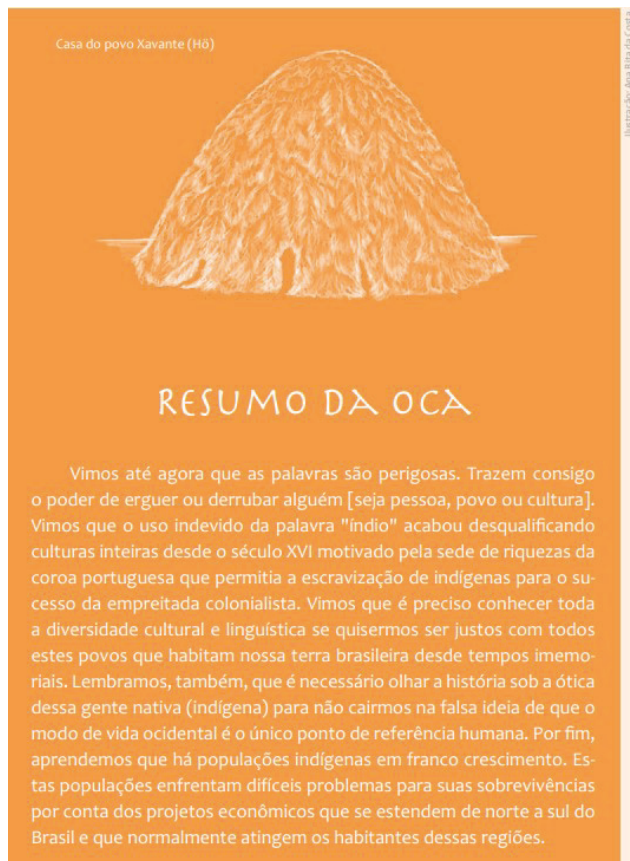 Casa do povo Xavante (Hö)
Ilustração: Ana Rita da Costa
RESUMO DA OCA
Vimos até agora que as palavras são perigosas. Trazem consigo
o poder de erguer ou derrubar alguém [seja pessoa, povo ou cultura].
Vimos que o uso indevido da palavra "índio" acabou desqualificando
culturas inteiras desde o século XVI motivado pela sede de riquezas da
coroa portuguesa que permitia a escravização de indígenas para o su-
cesso da empreitada colonialista. Vimos que é preciso conhecer toda
a diversidade cultural e linguística se quisermos ser justos com todos
estes povos que habitam nossa terra brasileira desde tempos imemo-
riais. Lembramos, também, que é necessário olhar a história sob a ótica
dessa gente nativa (indígena) para não cairmos na falsa ideia de que o
modo de vida ocidental é o único ponto de referência humana. Por fim,
aprendemos que há populações indígenas em franco crescimento. Es-
tas populações enfrentam difíceis problemas para suas sobrevivências
por conta dos projetos econômicos que se estendem de norte a sul do
Brasil e que normalmente atingem os habitantes dessas regiões.